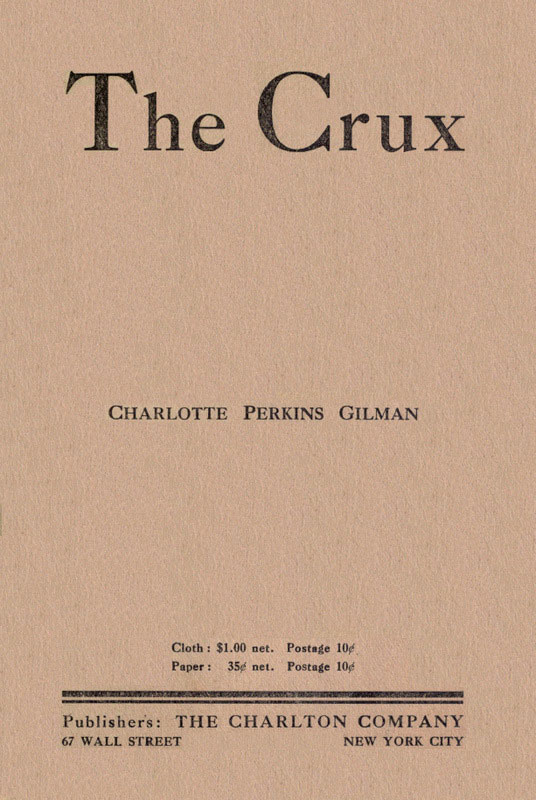 The Crux
CHARLOTTE PERKINS GILMAN
Cloth: $1.00 net. Postage 10¢
Paper: 35¢ net. Postage 10¢
Publishers: THE CHARLTON COMPANY
67 WALL STREET NEW YORK CITY